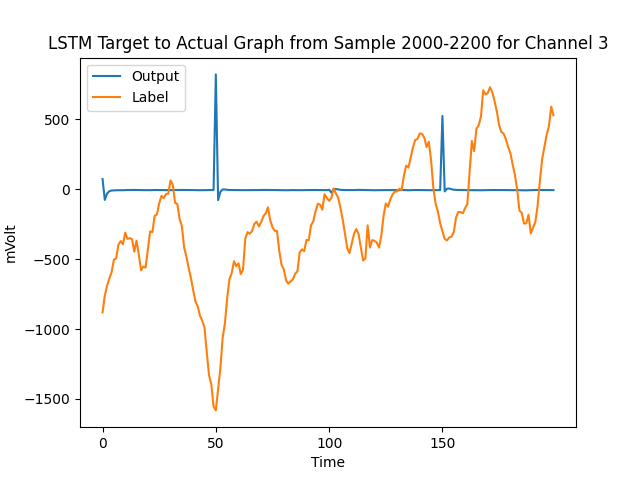 LSTM Target to Actual Graph from Sample 2000-2200 for Channel 3
Output
Label
500
0
−500
−1000
−1500
mVolt
0
50
100
150
Time